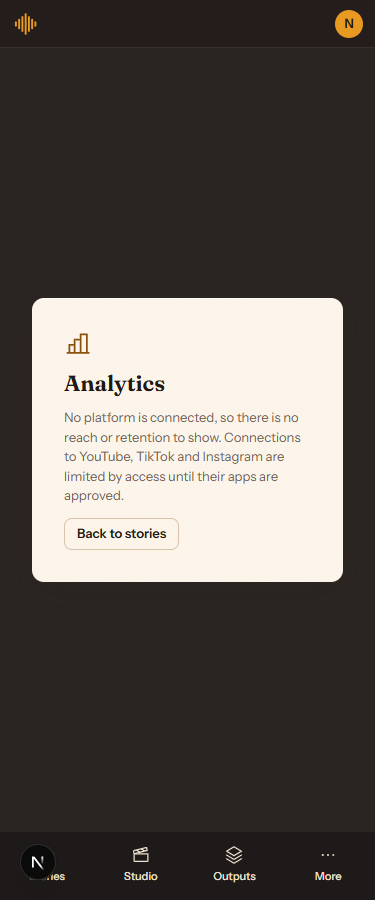 N
Analytics
No platform is connected, so there is no
reach or retention to show. Connections
to YouTube, TikTok and Instagram are
limited by access until their apps are
approved.
Back to stories
N
Studio
Outputs
More